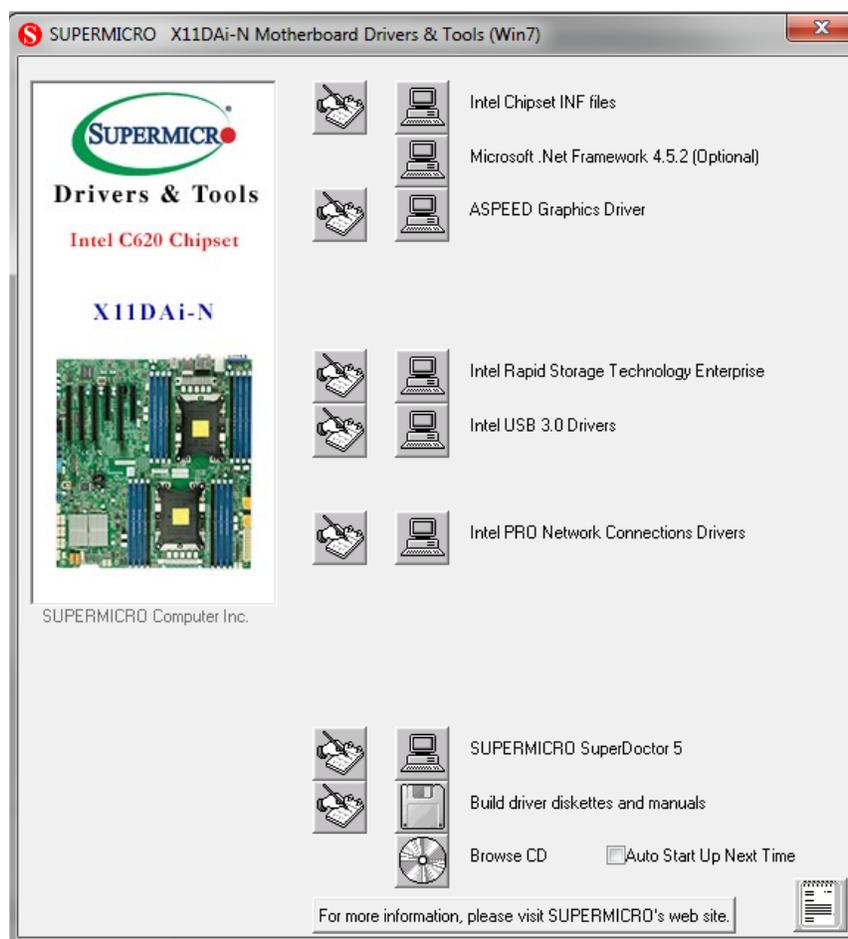 SUPERMICRO X11DAi-N Motherboard Drivers & Tools (Win7)
SUPERMICR
Drivers & Tools
Intel C620 Chipset
X11DAi-N
SUPERMICRO Computer Inc.
Intel Chipset INF files
Microsoft .Net Framework 4.5.2 (Optional)
ASPEED Graphics Driver
Intel Rapid Storage Technology Enterprise
Intel USB 3.0 Drivers
Intel PRO Network Connections Drivers
SUPERMICRO SuperDoctor 5
Build driver diskettes and manuals
Browse CD
Auto Start Up Next Time
For more information, please visit SUPERMICRO's web site.